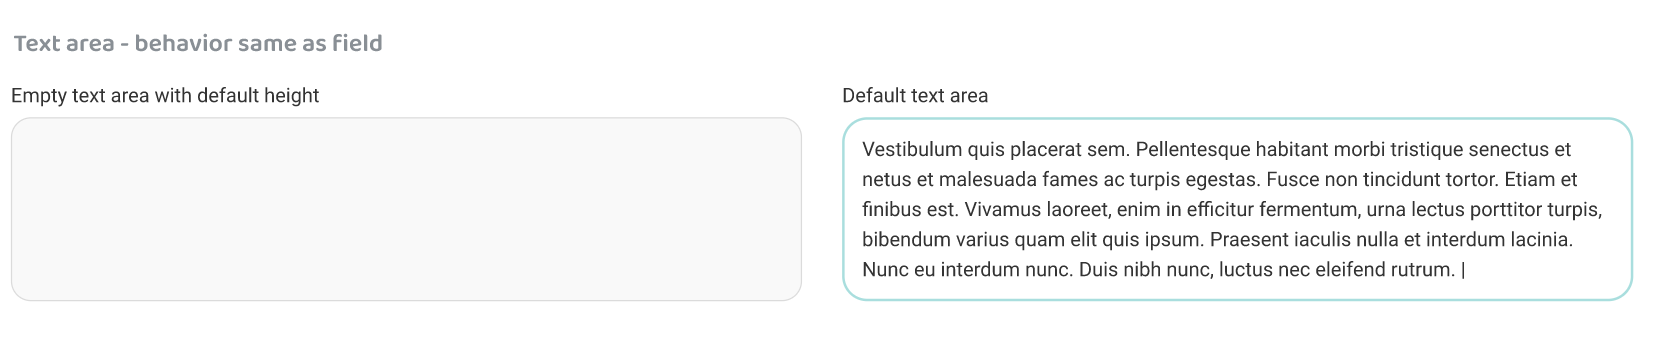 Text area - behavior same as field
Empty text area with default height
Default text area
Vestibulum quis placerat sem. Pellentesque habitant morbi tristique senectus et
netus et malesuada fames ac turpis egestas. Fusce non tincidunt tortor. Etiam et
finibus est. Vivamus laoreet, enim in efficitur fermentum, urna lectus porttitor turpis,
bibendum varius quam elit quis ipsum. Praesent iaculis nulla et interdum lacinia.
Nunc eu interdum nunc. Duis nibh nunc, luctus nec eleifend rutrum. |